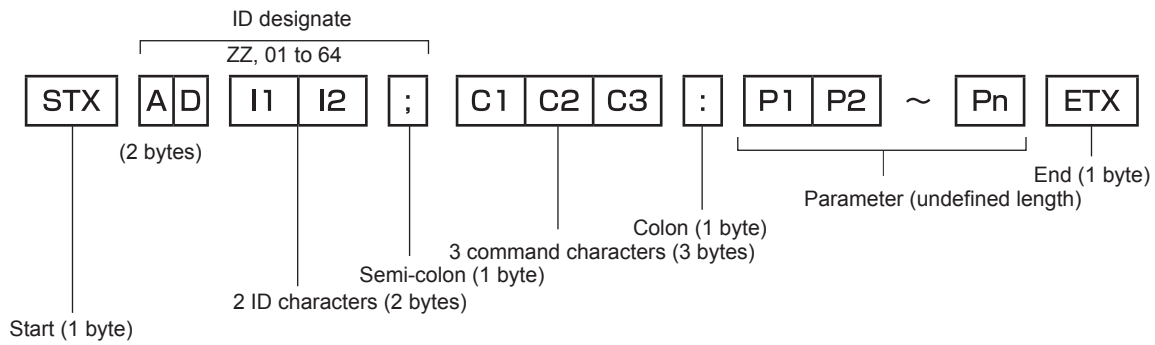 ID designate
ZZ, 01 to 64
STX A D I1 I2 ; C1 C2 C3 : P1 P2 ~ Pn ETX
(2 bytes)
End (1 byte)
Parameter (undefined length)
Colon (1 byte)
3 command characters (3 bytes)
Semi-colon (1 byte)
2 ID characters (2 bytes)
Start (1 byte)